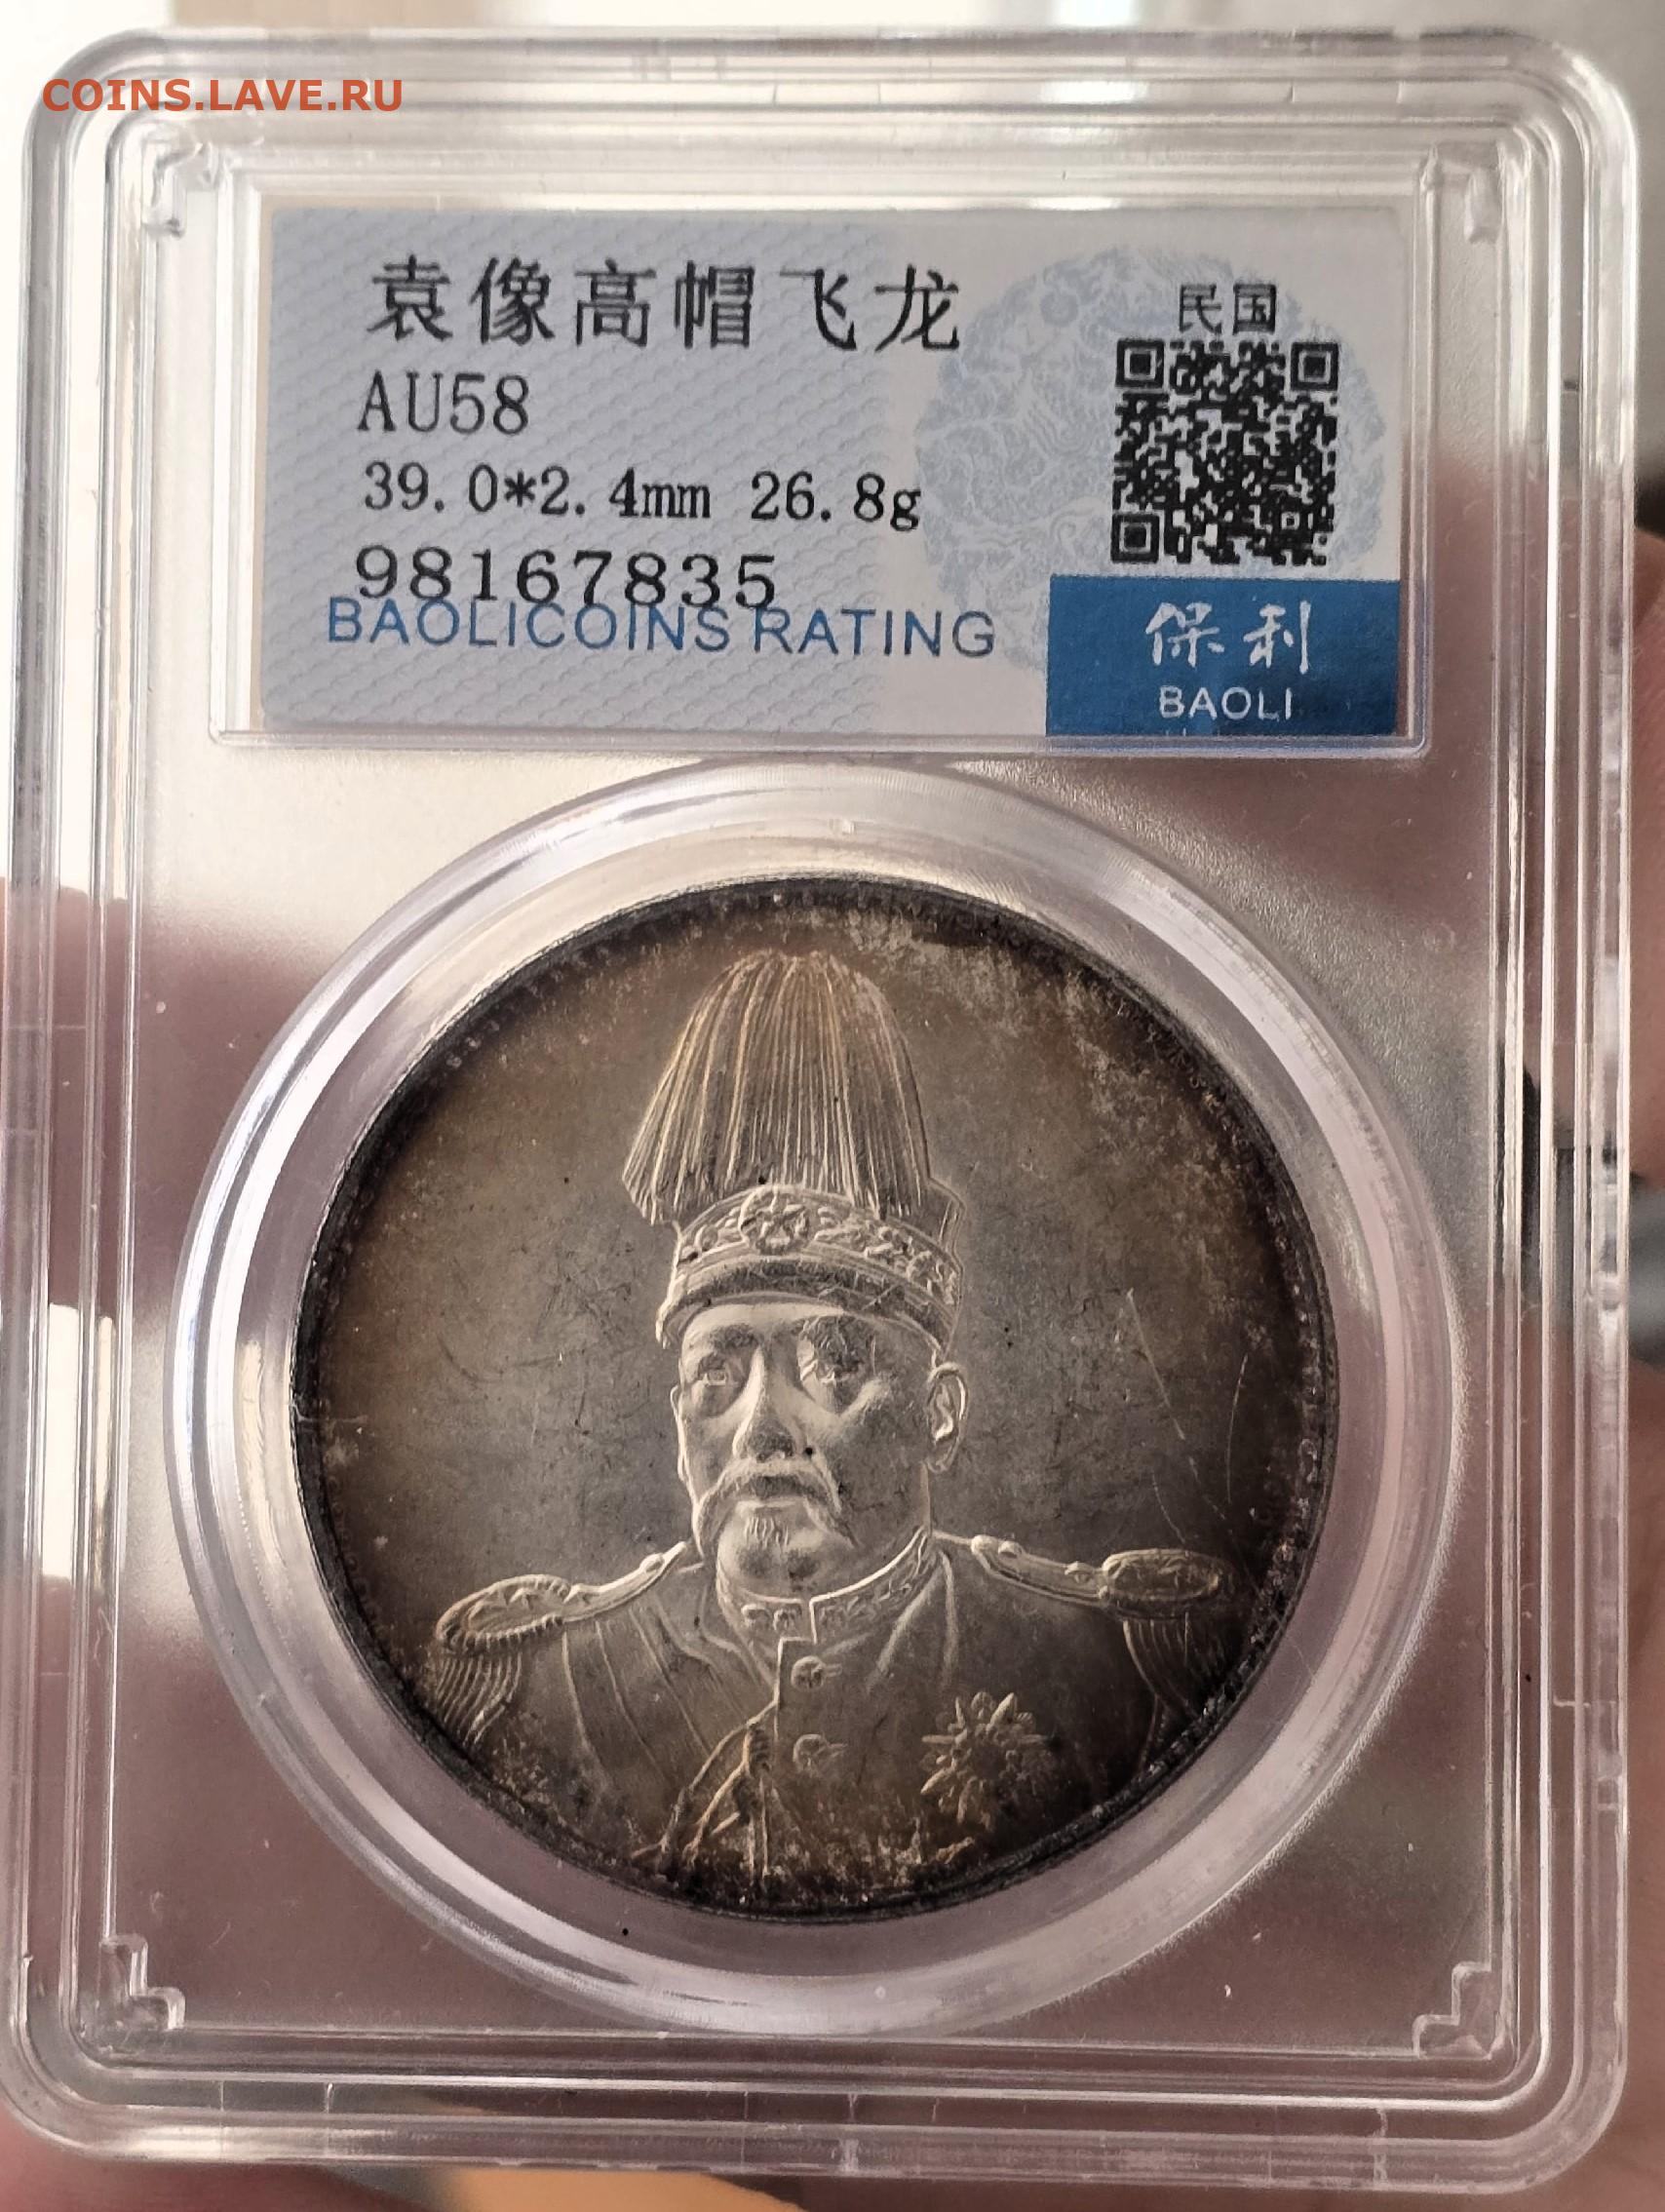 COINS.LAVE.RU
袁像高帽飞龙
民国
AU58
39.0*2.4mm 26.8g
98167835
BAOLICOINS RATING
保利
BAOLI